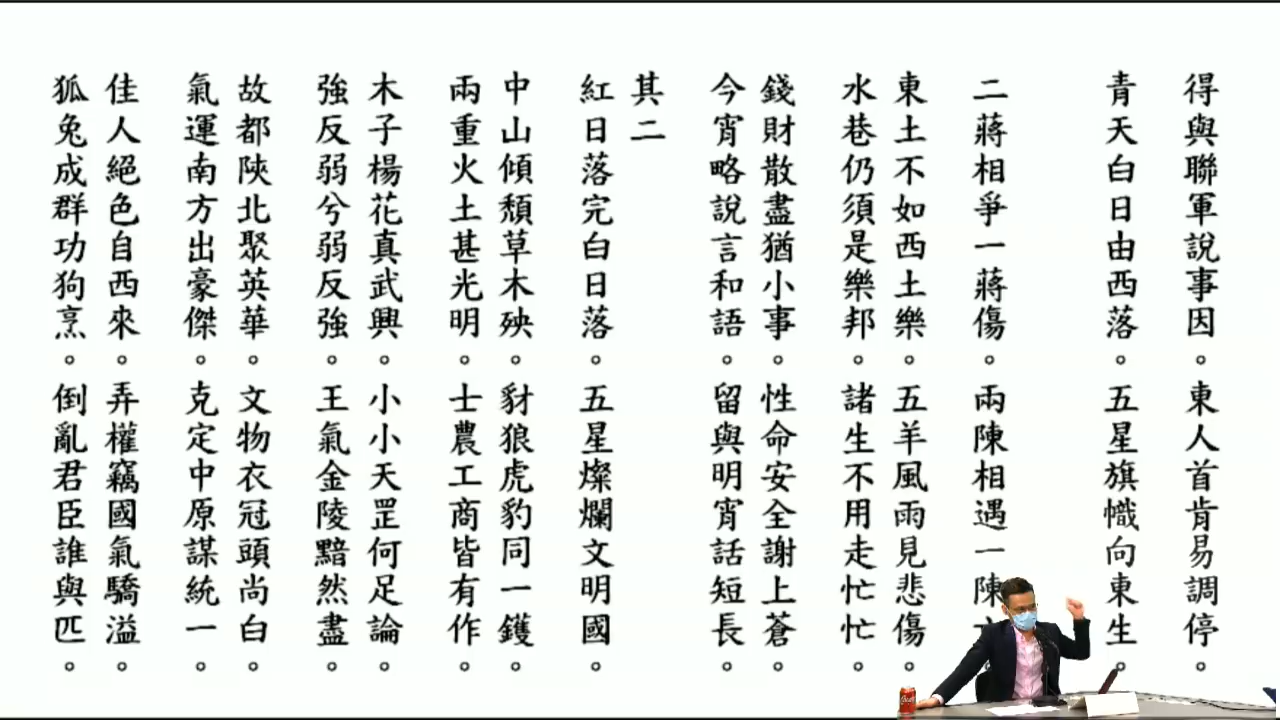 得與聯軍說事因。東人首肯易調停。
青天白日由西落。五星旗幟向東生。
二蔣相爭一蔣傷。兩陳相遇一陳
東土不如西土樂。五羊風雨見悲傷。
水巷仍須是樂邦。諸生不用走忙忙。
錢財散盡猶小事。性命安全謝上蒼。
今宵略說言和語。留與明宵話短長。
其二
紅日落完白日落。五星燦爛文明國。
中山傾頹草木殃。豺狼虎豹同一鑊。
兩重火土甚光明。士農工商皆有作。
木子楊花真武興。小小天罡何足論。
強反弱兮弱反強。王氣金陵黯然盡。
故都陝北聚英華。文物衣冠頭尚白。
氣運南方出豪傑。克定中原謀統一。
佳人絕色自西來。弄權竊國氣驕溢。
狐兔成群功狗烹。倒亂君臣誰與匹。